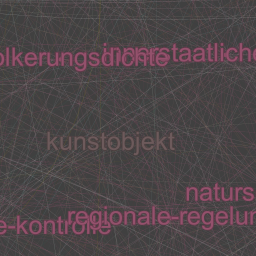 innerstaatliche
olkerungsdichte
kunstobjekt
naturs
regionale-regelun
e-kontrolle